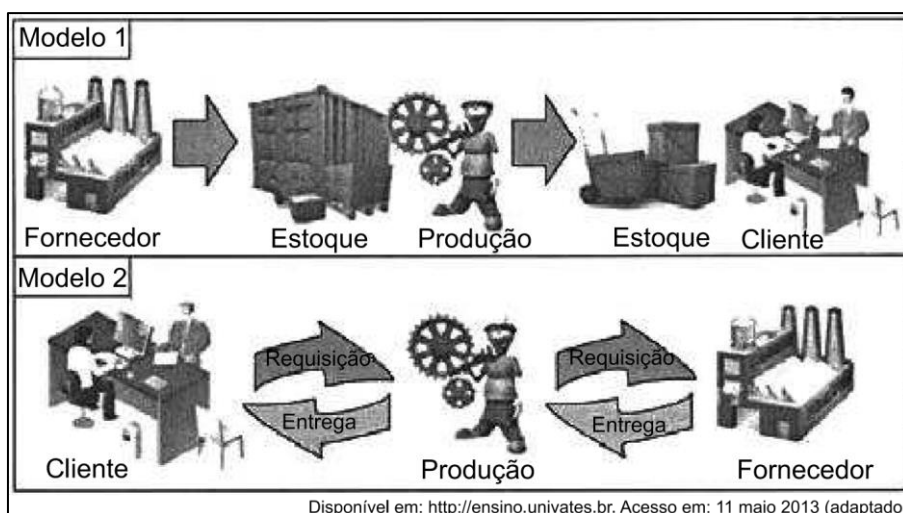 Modelo 1
Fornecedor Estoque Produção Estoque Cliente
Modelo 2
Requisição Requisição
Entrega Entrega
Cliente Produção Fornecedor
Disponível em: http://ensino.univates.br. Acesso em: 11 maio 2013 (adaptado